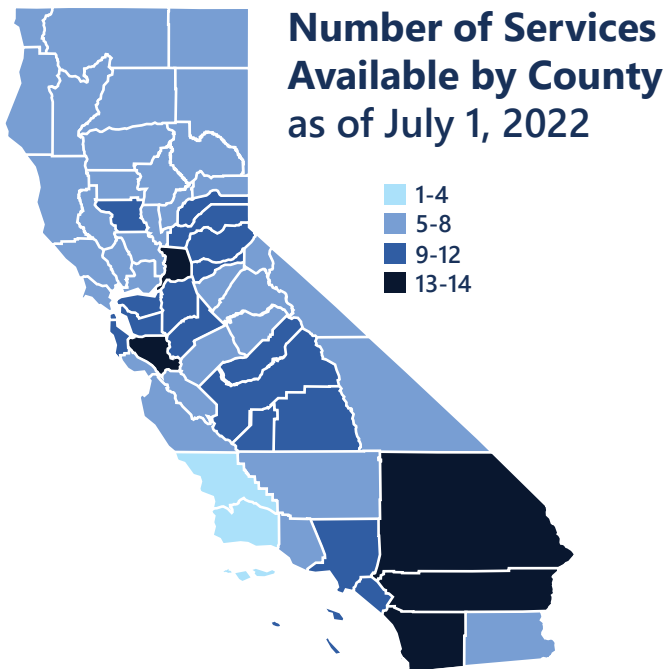 Number of Services
Available by County
as of July 1, 2022
1-4
5-8
9-12
13-14